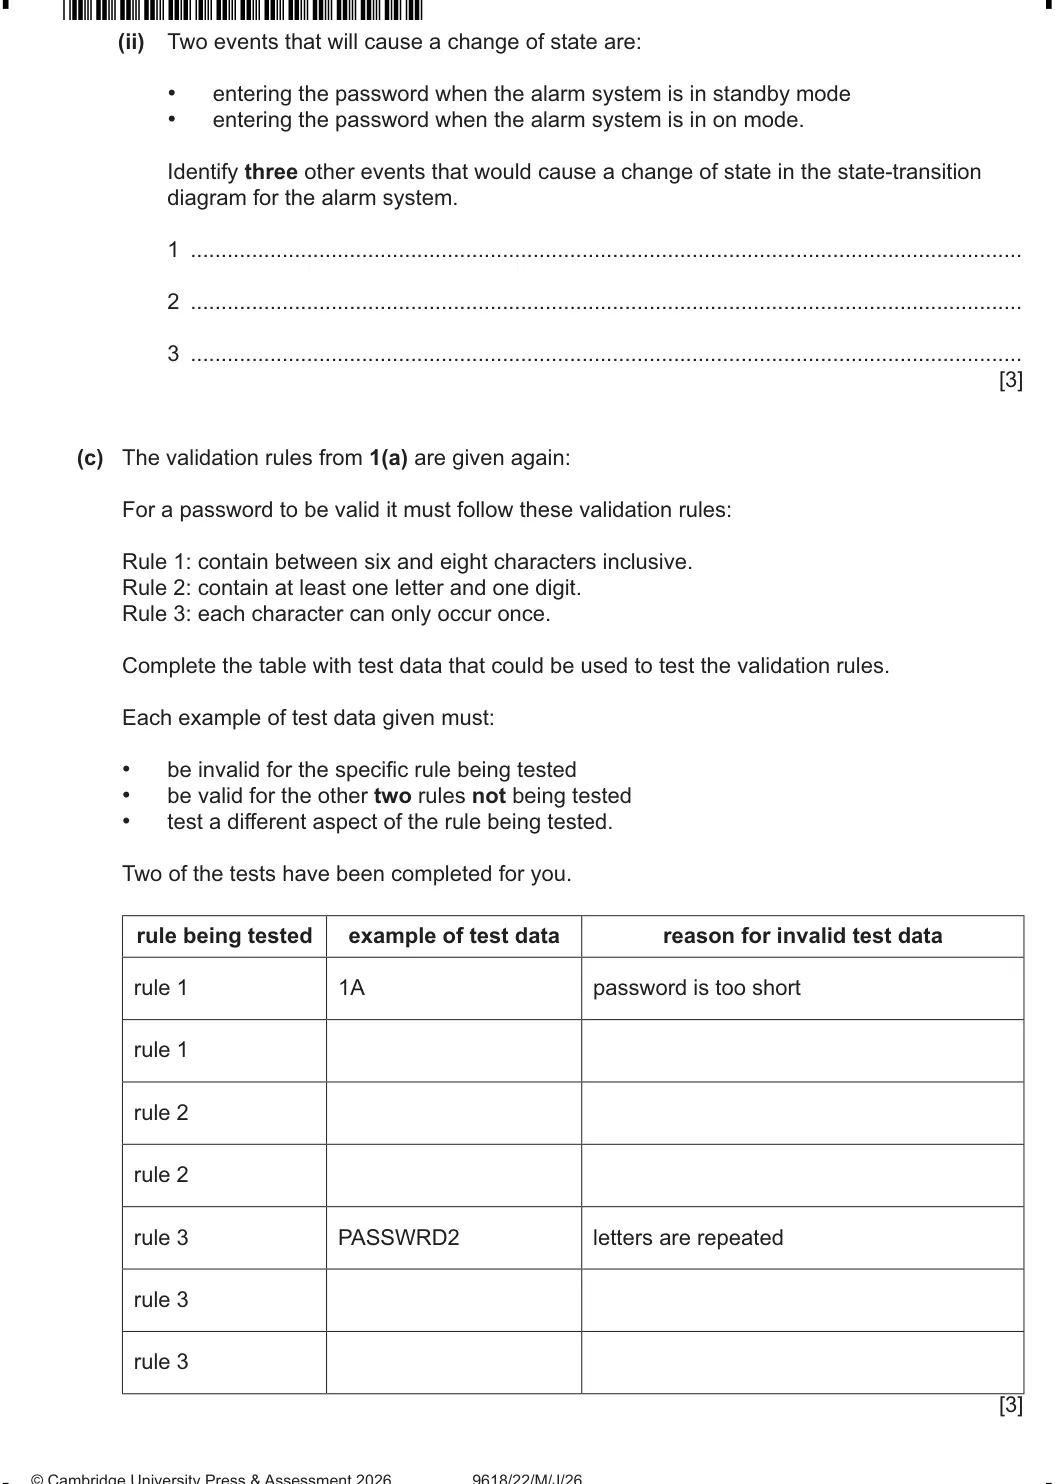 (ii) Two events that will cause a change of state are:
• entering the password when the alarm system is in standby mode
• entering the password when the alarm system is in on mode.
Identify three other events that would cause a change of state in the state-transition
diagram for the alarm system.
1 ................................................................................................................................................
2 ................................................................................................................................................
3 ................................................................................................................................................
[3]
(c) The validation rules from 1(a) are given again:
For a password to be valid it must follow these validation rules:
Rule 1: contain between six and eight characters inclusive.
Rule 2: contain at least one letter and one digit.
Rule 3: each character can only occur once.
Complete the table with test data that could be used to test the validation rules.
Each example of test data given must:
• be invalid for the specific rule being tested
• be valid for the other two rules not being tested
• test a different aspect of the rule being tested.
Two of the tests have been completed for you.
rule being tested example of test data reason for invalid test data
rule 1 1A password is too short
rule 1
rule 2
rule 2
rule 3 PASSWRD2 letters are repeated
rule 3
rule 3
[3]
© Cambridge University Press & Assessment 2026 9618/22/M/J/26